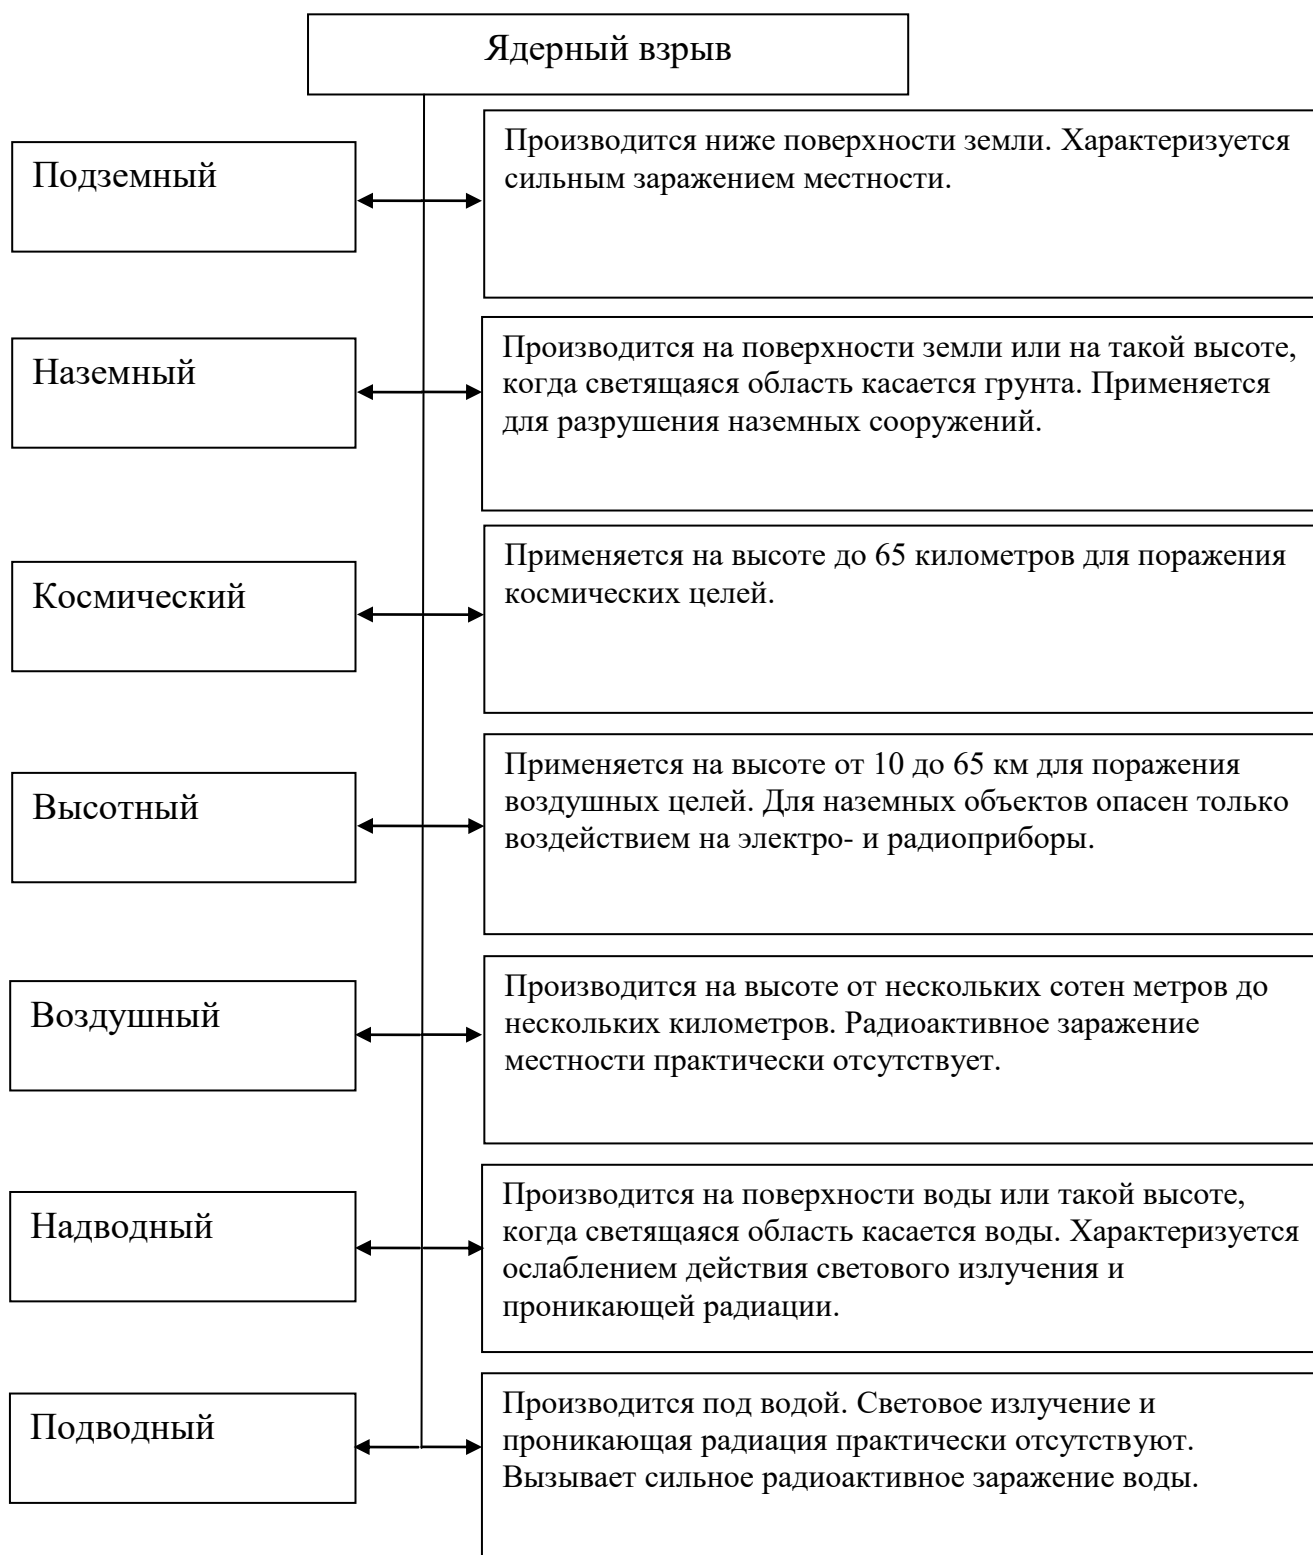 Ядерный взрыв
Подземный
Производится ниже поверхности земли. Характеризуется
сильным заражением местности.
Наземный
Производится на поверхности земли или на такой высоте,
когда светящаяся область касается грунта. Применяется
для разрушения наземных сооружений.
Космический
Применяется на высоте до 65 километров для поражения
космических целей.
Высотный
Применяется на высоте от 10 до 65 км для поражения
воздушных целей. Для наземных объектов опасен только
воздействием на электро- и радиоприборы.
Воздушный
Производится на высоте от нескольких сотен метров до
нескольких километров. Радиоактивное заражение
местности практически отсутствует.
Надводный
Производится на поверхности воды или такой высоте,
когда светящаяся область касается воды. Характеризуется
ослаблением действия светового излучения и
проникающей радиации.
Подводный
Производится под водой. Световое излучение и
проникающая радиация практически отсутствуют.
Вызывает сильное радиоактивное заражение воды.